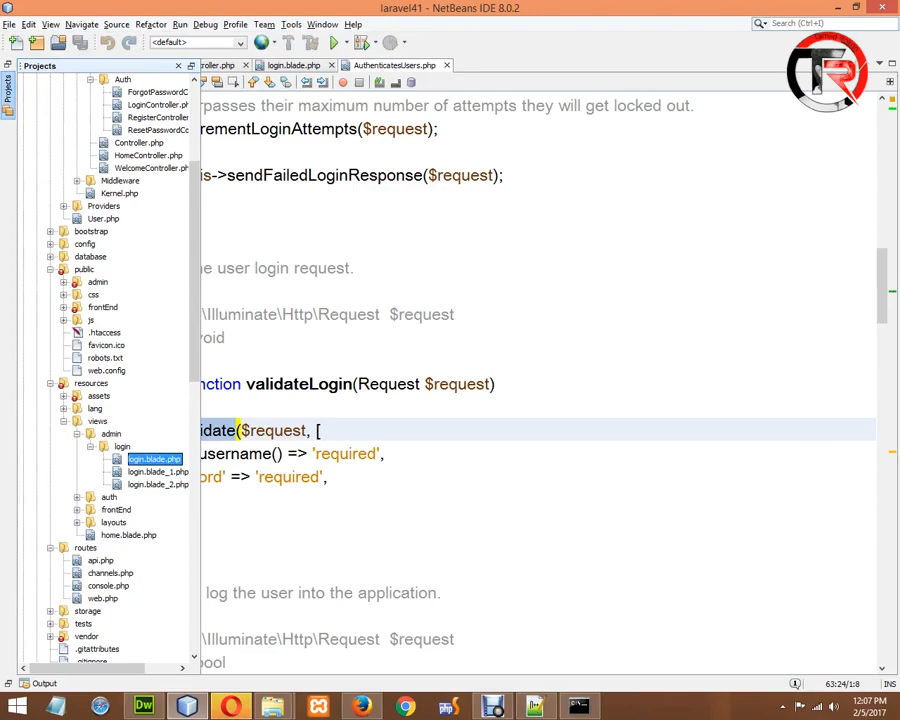 laravel41 - NetBeans IDE 8.0.2
File Edit View Navigate Source Refactor Run Debug Profile Team Tools Window Help
Search (Ctrl+I)
<default>
Projects
oller.php
login.blade.php
AuthenticatesUsers.php
Projects
Auth
ForgotPasswordC
LoginController.p
RegisterController
ResetPasswordCo
Controller.php
HomeController.php
WelcomeController.ph
Middleware
Kernel.php
Providers
User.php
bootstrap
config
database
public
admin
css
frontEnd
js
.htaccess
favicon.ico
robots.txt
web.config
resources
assets
lang
views
admin
login
login.blade.php
login.blade_1.php
login.blade_2.php
auth
frontEnd
layouts
home.blade.php
routes
api.php
channels.php
console.php
web.php
storage
tests
vendor
.gitattributes
.gitignore
rpasses their maximum number of attempts they will get locked out.
rementLoginAttempts($request);
is->sendFailedLoginResponse($request);
e user login request.
\Illuminate\Http\Request $request
void
nction validateLogin(Request $request)
idate($request, [
username() => 'required',
ord' => 'required',
log the user into the application.
\Illuminate\Http\Request $request
bool
TR
Output
63:24/1:8
INS
Dw
php
12:07 PM
2/5/2017